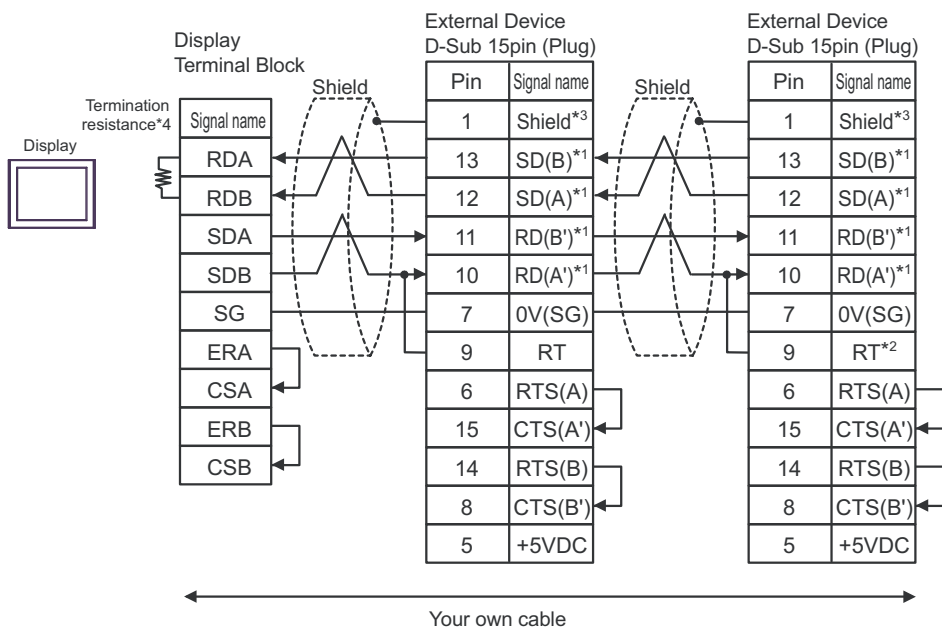 External Device
D-Sub 15pin (Plug)
External Device
D-Sub 15pin (Plug)
Display
Terminal Block
Shield
Shield
Termination
resistance*4
Display
Signal name
RDA
RDB
SDA
SDB
SG
ERA
CSA
ERB
CSB
Pin Signal name
1 Shield*3
13 SD(B)*1
12 SD(A)*1
11 RD(B')*1
10 RD(A')*1
7 0V(SG)
9 RT
6 RTS(A)
15 CTS(A')
14 RTS(B)
8 CTS(B')
5 +5VDC
Pin Signal name
1 Shield*3
13 SD(B)*1
12 SD(A)*1
11 RD(B')*1
10 RD(A')*1
7 0V(SG)
9 RT*2
6 RTS(A)
15 CTS(A')
14 RTS(B)
8 CTS(B')
5 +5VDC
Your own cable